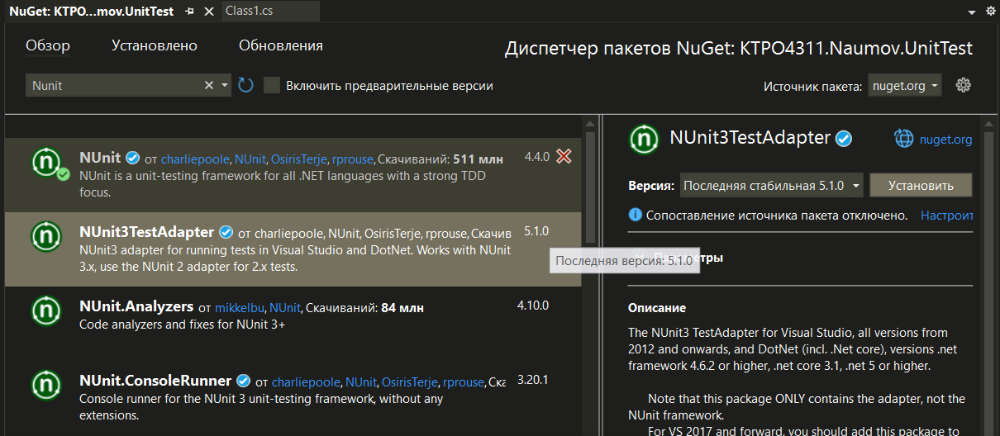 NuGet: KTPO...mov.UnitTest
Class1.cs
Обзор
Установлено
Обновления
Диспетчер пакетов NuGet: KTPO4311.Naumov.UnitTest
Nunit
Включить предварительные версии
Источник пакета: nuget.org
NUnit от charliepoole, NUnit, OsirisTerje, rprouse, Скачиваний: 511 млн
4.4.0
NUnit is a unit-testing framework for all .NET languages with a strong TDD
focus.
NUnit3TestAdapter от charliepoole, NUnit, OsirisTerje, rprouse, Скачив
5.1.0
NUnit3 adapter for running tests in Visual Studio and DotNet. Works with NUnit
3.x, use the NUnit 2 adapter for 2.x tests.
NUnit.Analyzers от mikkelbu, NUnit, Скачиваний: 84 млн
4.10.0
Code analyzers and fixes for NUnit 3+
NUnit.ConsoleRunner от charliepoole, NUnit, OsirisTerje, rprouse, Ска
3.20.1
Console runner for the NUnit 3 unit-testing framework, without any
extensions.
NUnit3TestAdapter
nuget.org
Версия: Последняя стабильная 5.1.0
Установить
Сопоставление источника пакета отключено. Настроит
Последняя версия: 5.1.0
етры
Описание
The NUnit3 TestAdapter for Visual Studio, all versions from
2012 and onwards, and DotNet (incl. .Net core), versions .net
framework 4.6.2 or higher, .net core 3.1, .net 5 or higher.
Note that this package ONLY contains the adapter, not the
NUnit framework.
For VS 2017 and forward, you should add this package to